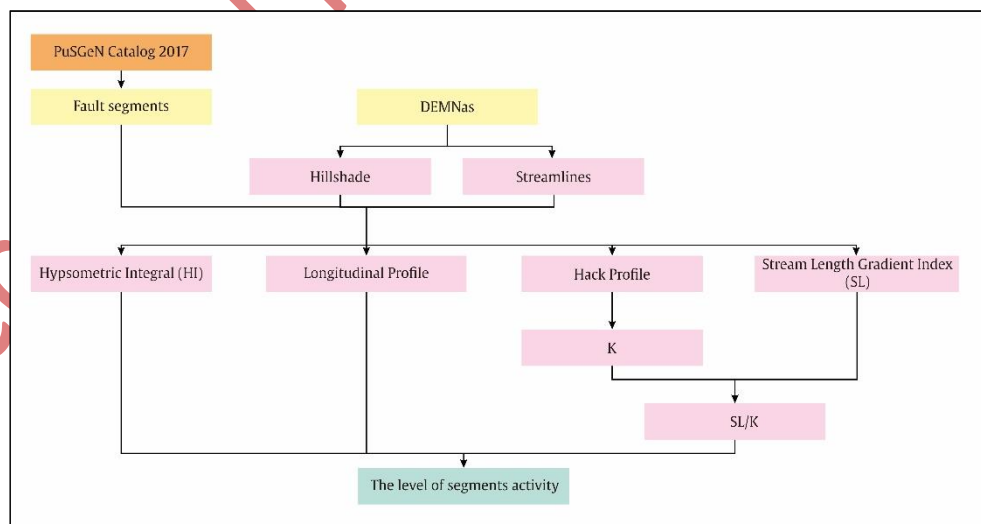 PuSGeN Catalog 2017
Fault segments
DEMNas
Hillshade
Streamlines
Hypsometric Integral (HI)
Longitudinal Profile
Hack Profile
Stream Length Gradient Index
(SL)
K
SL/K
The level of segments activity